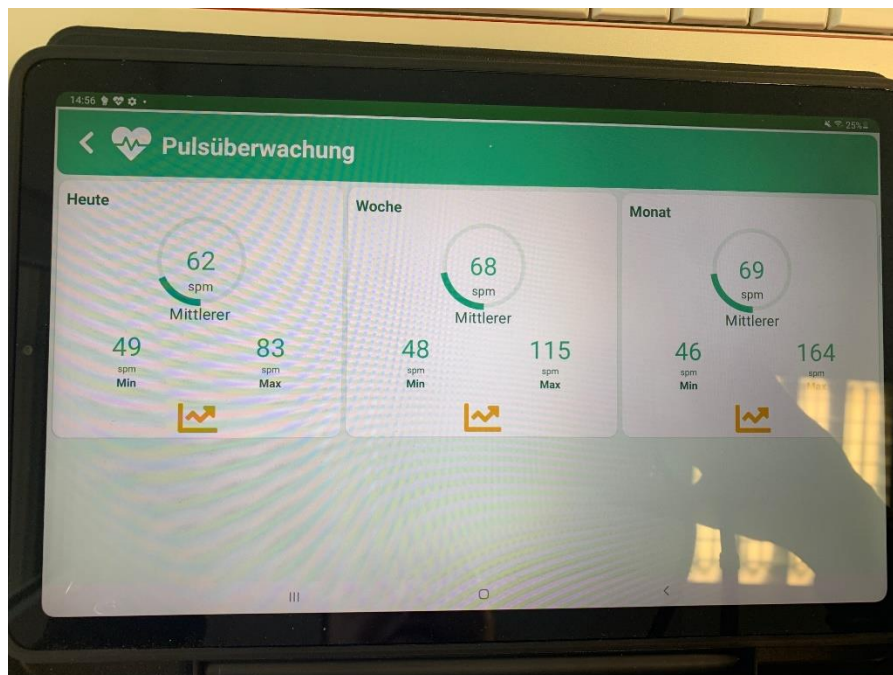 14:56
25%
Pulsüberwachung
Heute
62
spm
Mittlerer
49
spm
Min
83
spm
Max
Woche
68
spm
Mittlerer
48
spm
Min
115
spm
Max
Monat
69
spm
Mittlerer
46
spm
Min
164
spm
Max